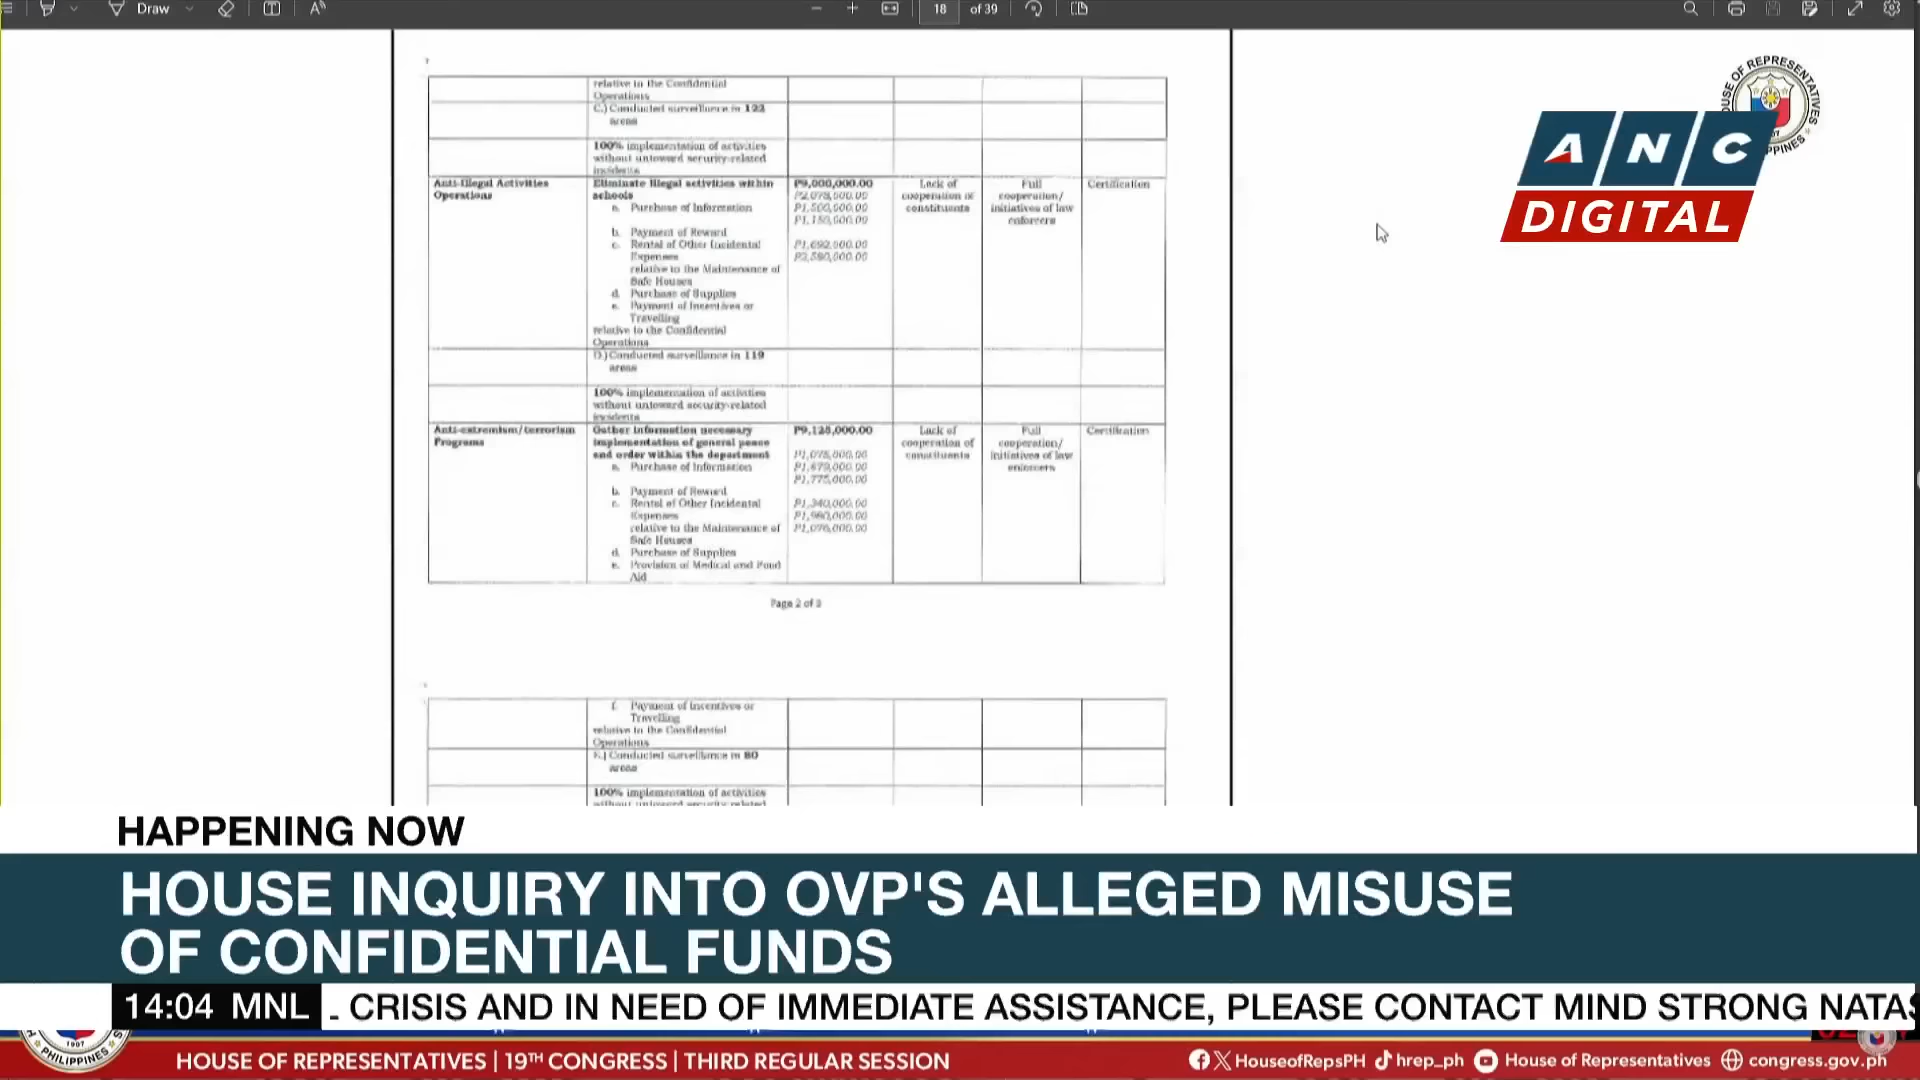 Draw
18 of 39
relative in the Confidential
Operations
C.) Conducted surveillance in 122
areas
100% implementation of activities
without untoward security-related
incidents
Anti-Illegal Activities
Operations
Eliminate illegal activities within
schools
a. Purchase of Information
b. Payment of Reward
c. Rental of Other Incidental
Expenses
relative to the Maintenance of
Safe Houses
d. Purchase of Supplies
e. Payment of Incentives or
Travelling
relative to the Confidential
Operations
₱9,000,000.00
Lack of
cooperation of
constituents
Full
cooperation/
initiatives of law
enforcers
Certification
D.) Conducted surveillance in 119
areas
100% implementation of activities
without untoward security-related
incidents
Anti-extremism/terrorism
Programs
Gather information necessary
implementation of general peace
and order within the department
a. Purchase of Information
b. Payment of Reward
c. Rental of Other Incidental
Expenses
relative to the Maintenance of
Safe Houses
d. Purchase of Supplies
e. Provision of Medical and Food
Aid
₱9,125,000.00
Lack of
cooperation of
constituents
Full
cooperation/
initiatives of law
enforcers
Certification
Page 2 of 3
f. Payment of Incentives or
Travelling
relative to the Confidential
Operations
E.) Conducted surveillance in 80
areas
100% implementation of activities
HOUSE OF REPRESENTATIVES
ANC
DIGITAL
HAPPENING NOW
HOUSE INQUIRY INTO OVP'S ALLEGED MISUSE
OF CONFIDENTIAL FUNDS
14:04 MNL
CRISIS AND IN NEED OF IMMEDIATE ASSISTANCE, PLEASE CONTACT MIND STRONG NATAS
1907
PHILIPPINES
HOUSE OF REPRESENTATIVES | 19TH CONGRESS | THIRD REGULAR SESSION
HouseofRepsPH hrep_ph House of Representatives congress.gov.ph